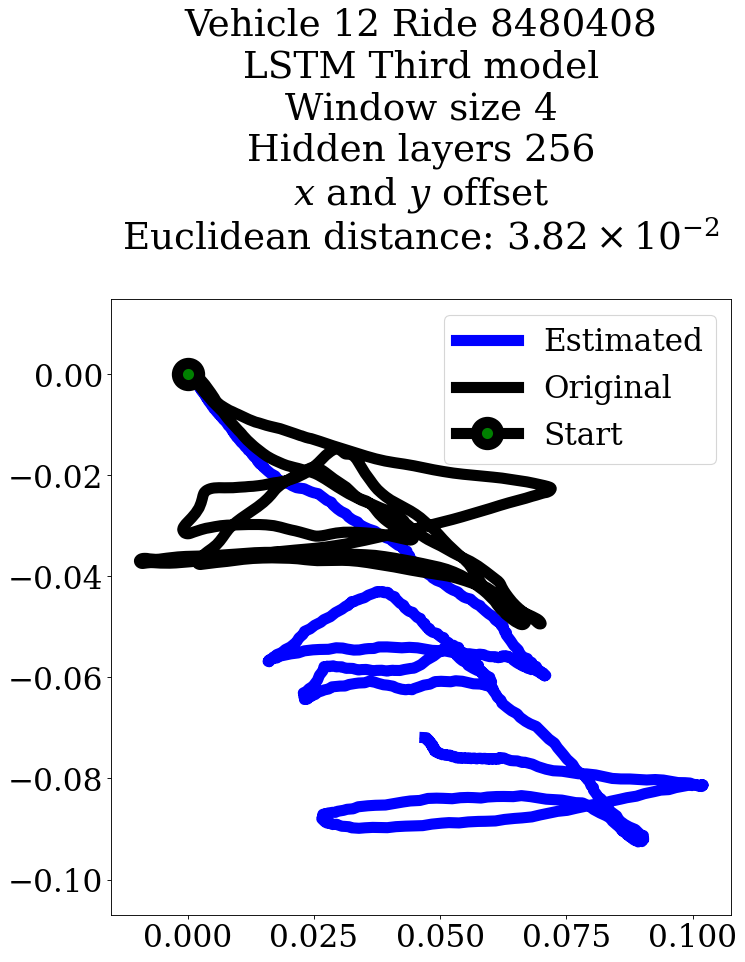 Vehicle 12 Ride 8480408
LSTM Third model
Window size 4
Hidden layers 256
x and y offset
Euclidean distance: 3.82 × 10⁻²
Estimated
Original
Start
0.00
−0.02
−0.04
−0.06
−0.08
−0.10
0.000 0.025 0.050 0.075 0.100